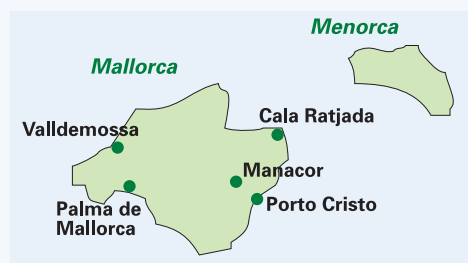 Menorca
Mallorca
Cala Ratjada
Valldemossa
Manacor
Palma de
Mallorca
Porto Cristo